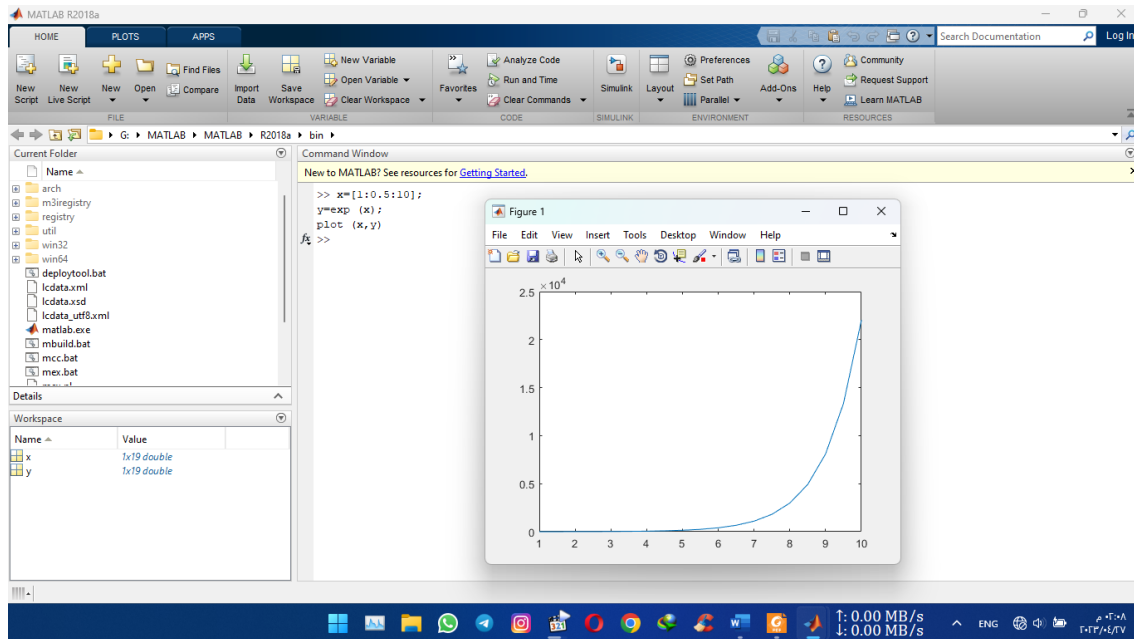 MATLAB R2018a
HOME PLOTS APPS
Search Documentation
Log In
New Script
New Live Script
New
Open
Find Files
Compare
Import Data
Save Workspace
New Variable
Open Variable
Clear Workspace
Favorites
Analyze Code
Run and Time
Clear Commands
Simulink
Layout
Preferences
Set Path
Parallel
Add-Ons
Help
Community
Request Support
Learn MATLAB
FILE VARIABLE CODE SIMULINK ENVIRONMENT RESOURCES
G: MATLAB MATLAB R2018a bin
Current Folder
Name
arch
m3iregistry
registry
util
win32
win64
deploytool.bat
lcdata.xml
lcdata.xsd
lcdata_utf8.xml
matlab.exe
mbuild.bat
mcc.bat
mex.bat
Details
Workspace
Name Value
x 1x19 double
y 1x19 double
Command Window
New to MATLAB? See resources for Getting Started.
>> x=[1:0.5:10];
y=exp (x);
plot (x,y)
fx >>
Figure 1
File Edit View Insert Tools Desktop Window Help
×10⁴
2.5
2
1.5
1
0.5
0
1 2 3 4 5 6 7 8 9 10
321
↑: 0.00 MB/s
↓: 0.00 MB/s
ENG
٠٣:٠٨ م
٢٠٢٣/٠٤/٢٧